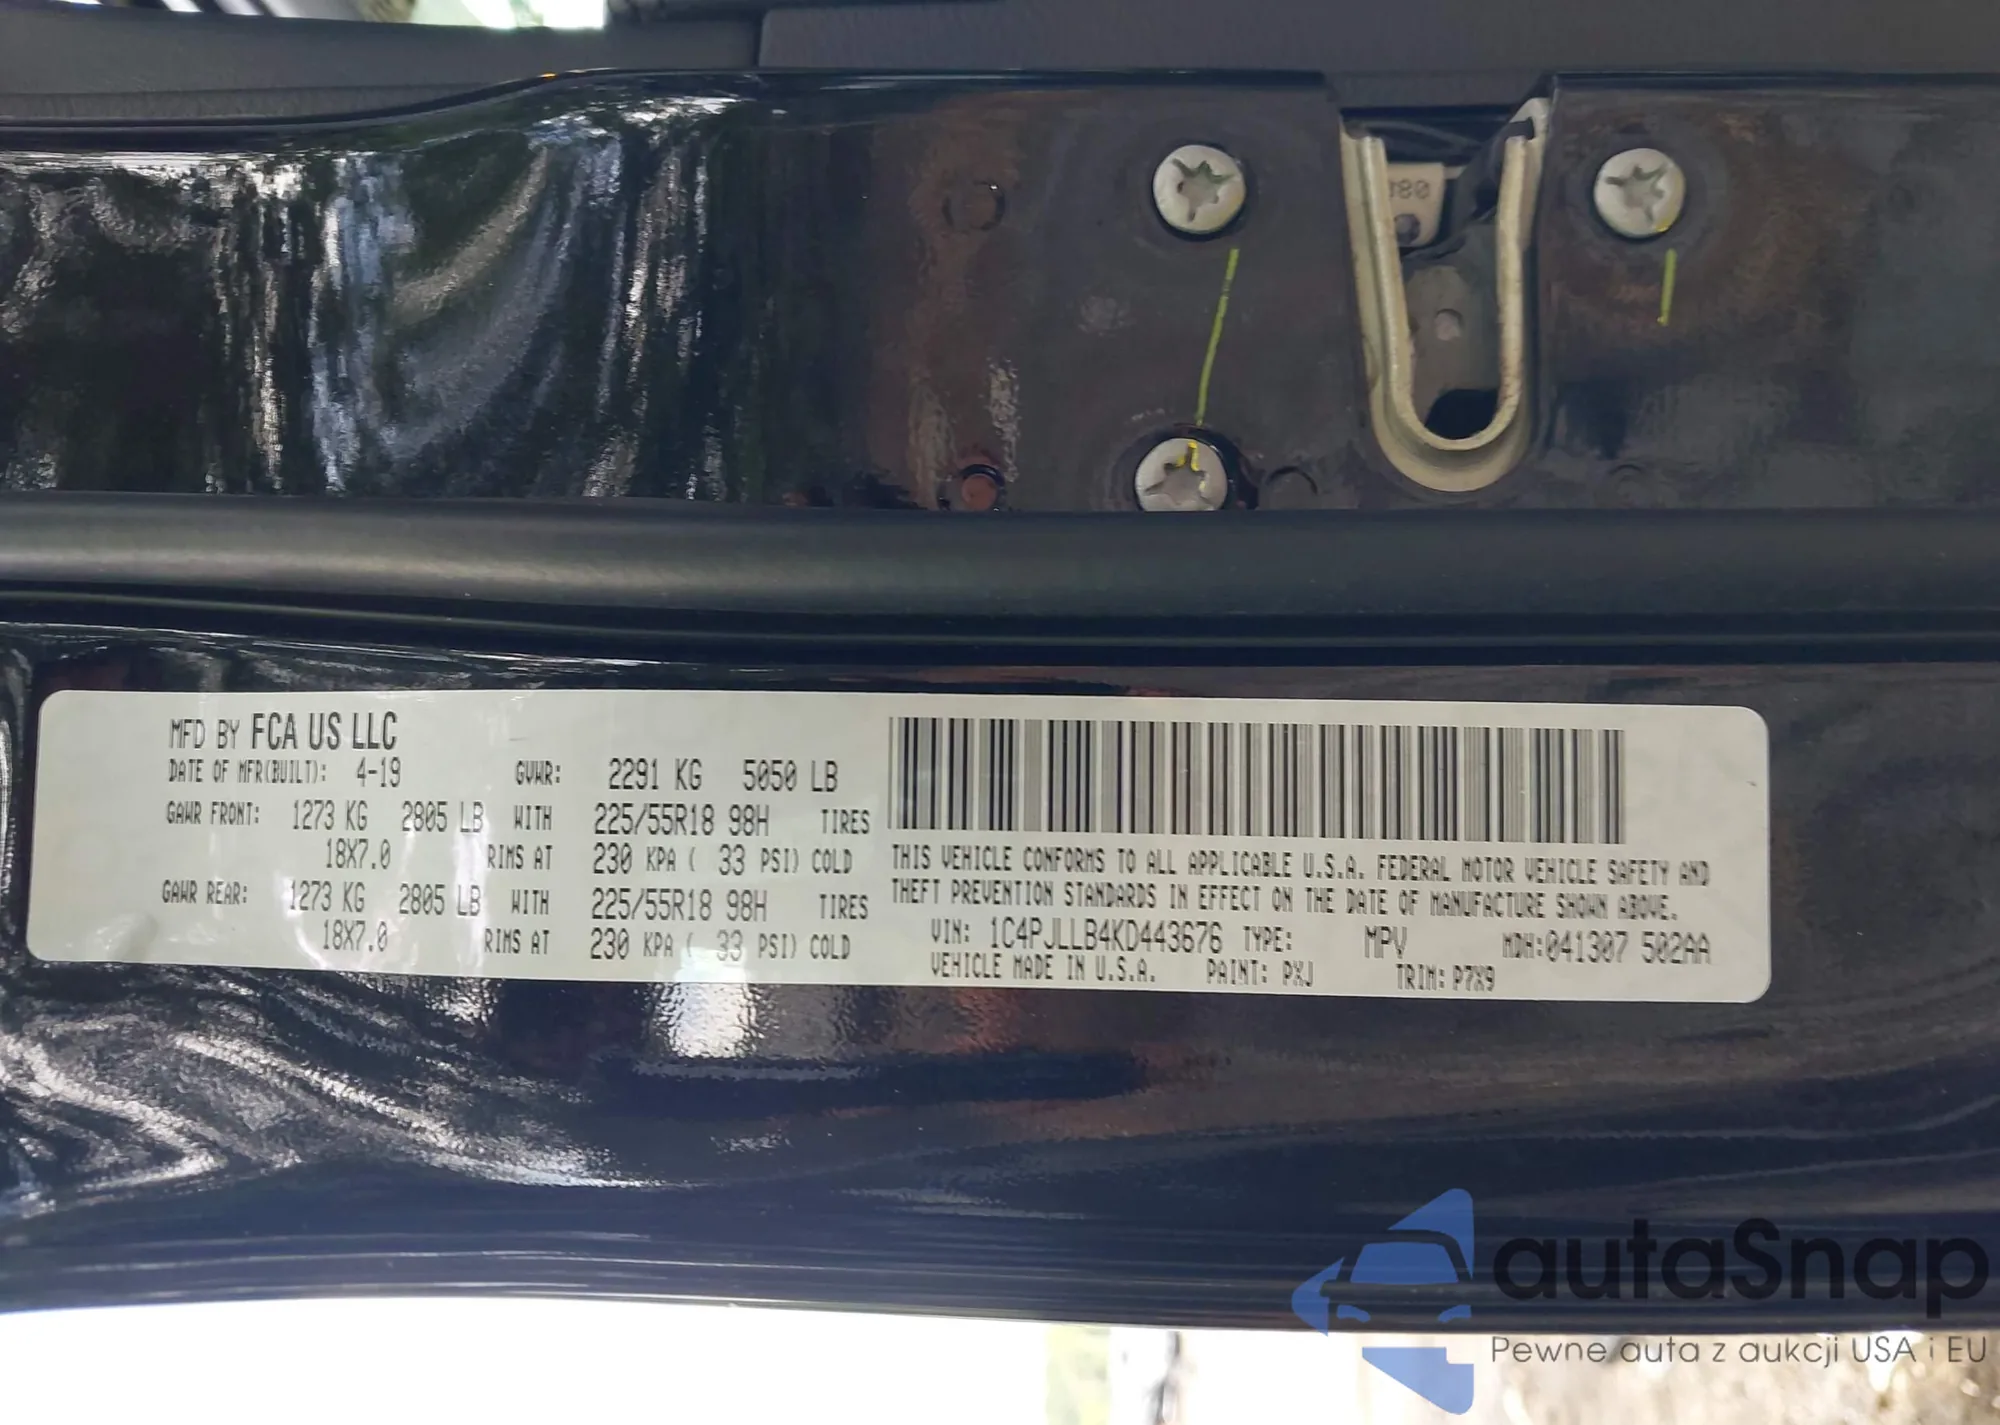 MFD BY FCA US LLC
DATE OF MFR(BUILT): 4-19 GVWR: 2291 KG 5050 LB
GAWR FRONT: 1273 KG 2805 LB WITH 225/55R18 98H TIRES
18X7.0 RIMS AT 230 KPA ( 33 PSI) COLD
GAWR REAR: 1273 KG 2805 LB WITH 225/55R18 98H TIRES
18X7.0 RIMS AT 230 KPA ( 33 PSI) COLD
THIS VEHICLE CONFORMS TO ALL APPLICABLE U.S.A. FEDERAL MOTOR VEHICLE SAFETY AND
THEFT PREVENTION STANDARDS IN EFFECT ON THE DATE OF MANUFACTURE SHOWN ABOVE.
VIN: 1C4PJLLB4KD443676 TYPE: MPV MDH:041307 502AA
VEHICLE MADE IN U.S.A. PAINT: PXJ TRIM: P7X9
autaSnap
Pewne auta z aukcji USA i EU